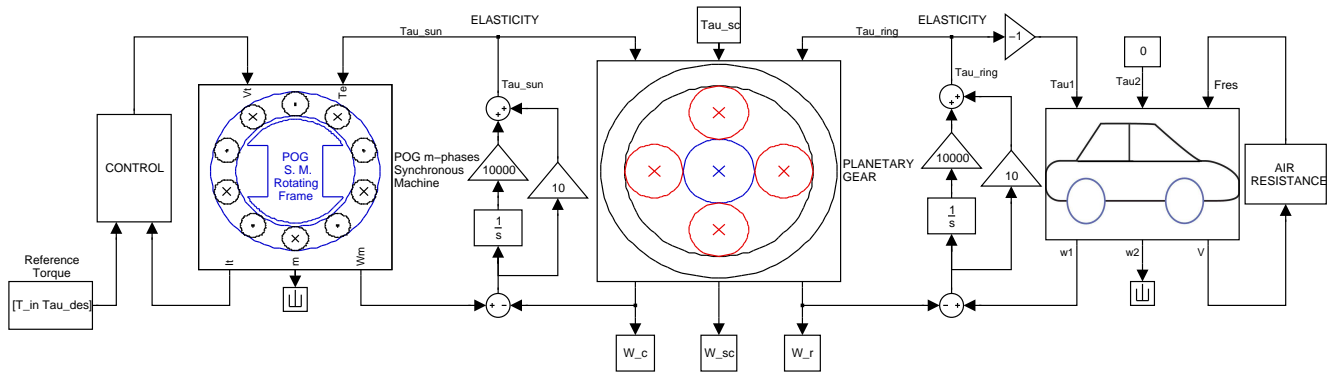 ELASTICITY
Tau_sun
Tau_sc
Tau_ring
ELASTICITY
−1
0
Tau_sun
Tau_ring
Tau1
Tau2
Fres
Vt
Te
+
+
+
+
CONTROL
POG
S. M.
Rotating
Frame
POG m−phases
Synchronous
Machine
10000
10
PLANETARY
GEAR
10000
10
AIR
RESISTANCE
1
s
1
s
It
m
Wm
w1
w2
V
Reference
Torque
[T_in Tau_des]
+
−
−
+
W_c
W_sc
W_r